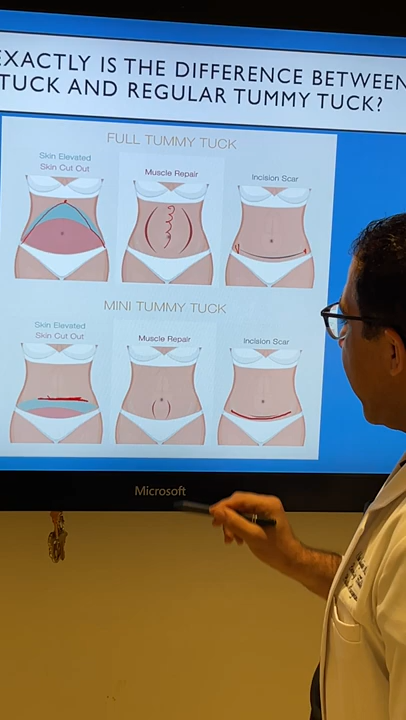 EXACTLY IS THE DIFFERENCE BETWEEN
TUCK AND REGULAR TUMMY TUCK?
FULL TUMMY TUCK
Skin Elevated
Skin Cut Out
Muscle Repair
Incision Scar
MINI TUMMY TUCK
Skin Elevated
Skin Cut Out
Muscle Repair
Incision Scar
Microsoft